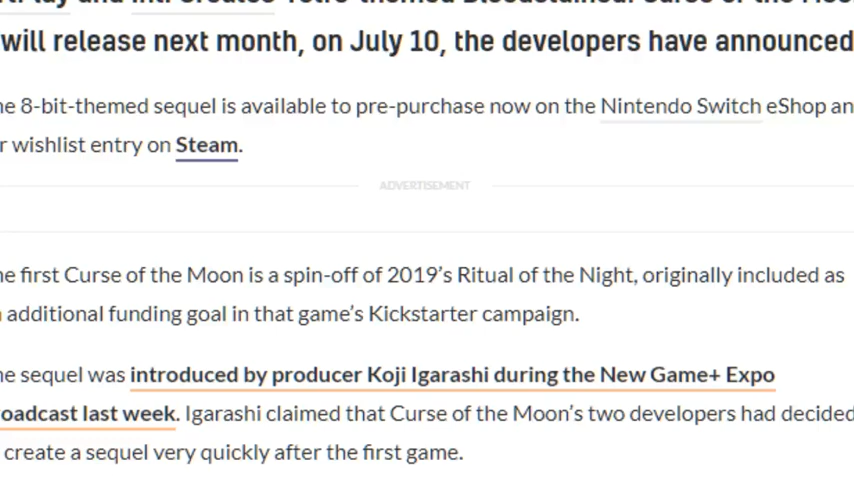 will release next month, on July 10, the developers have announced
8-bit-themed sequel is available to pre-purchase now on the Nintendo Switch eShop
wishlist entry on Steam.
ADVERTISEMENT
first Curse of the Moon is a spin-off of 2019’s Ritual of the Night, originally included as
additional funding goal in that game’s Kickstarter campaign.
sequel was introduced by producer Koji Igarashi during the New Game+ Expo
oadcast last week. Igarashi claimed that Curse of the Moon’s two developers had decided
create a sequel very quickly after the first game.